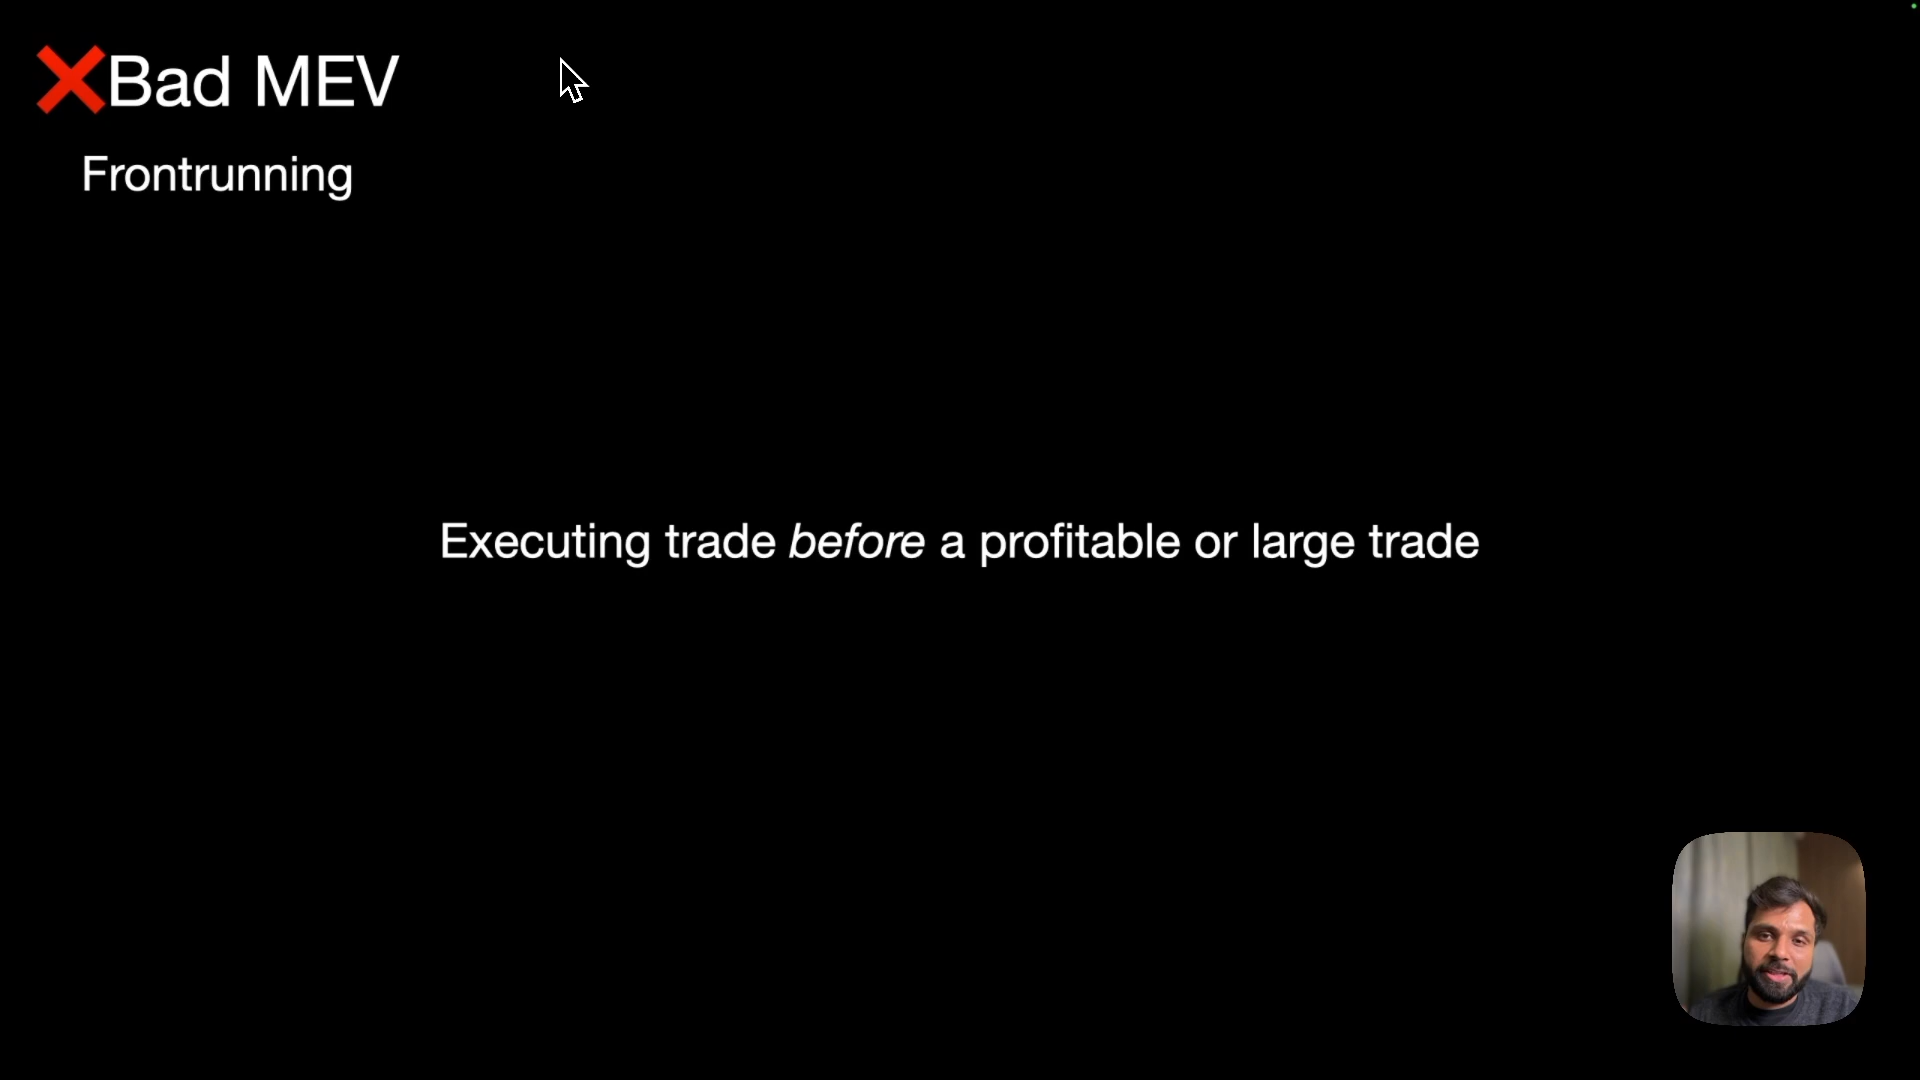 ❌Bad MEV
Frontrunning
Executing trade before a profitable or large trade